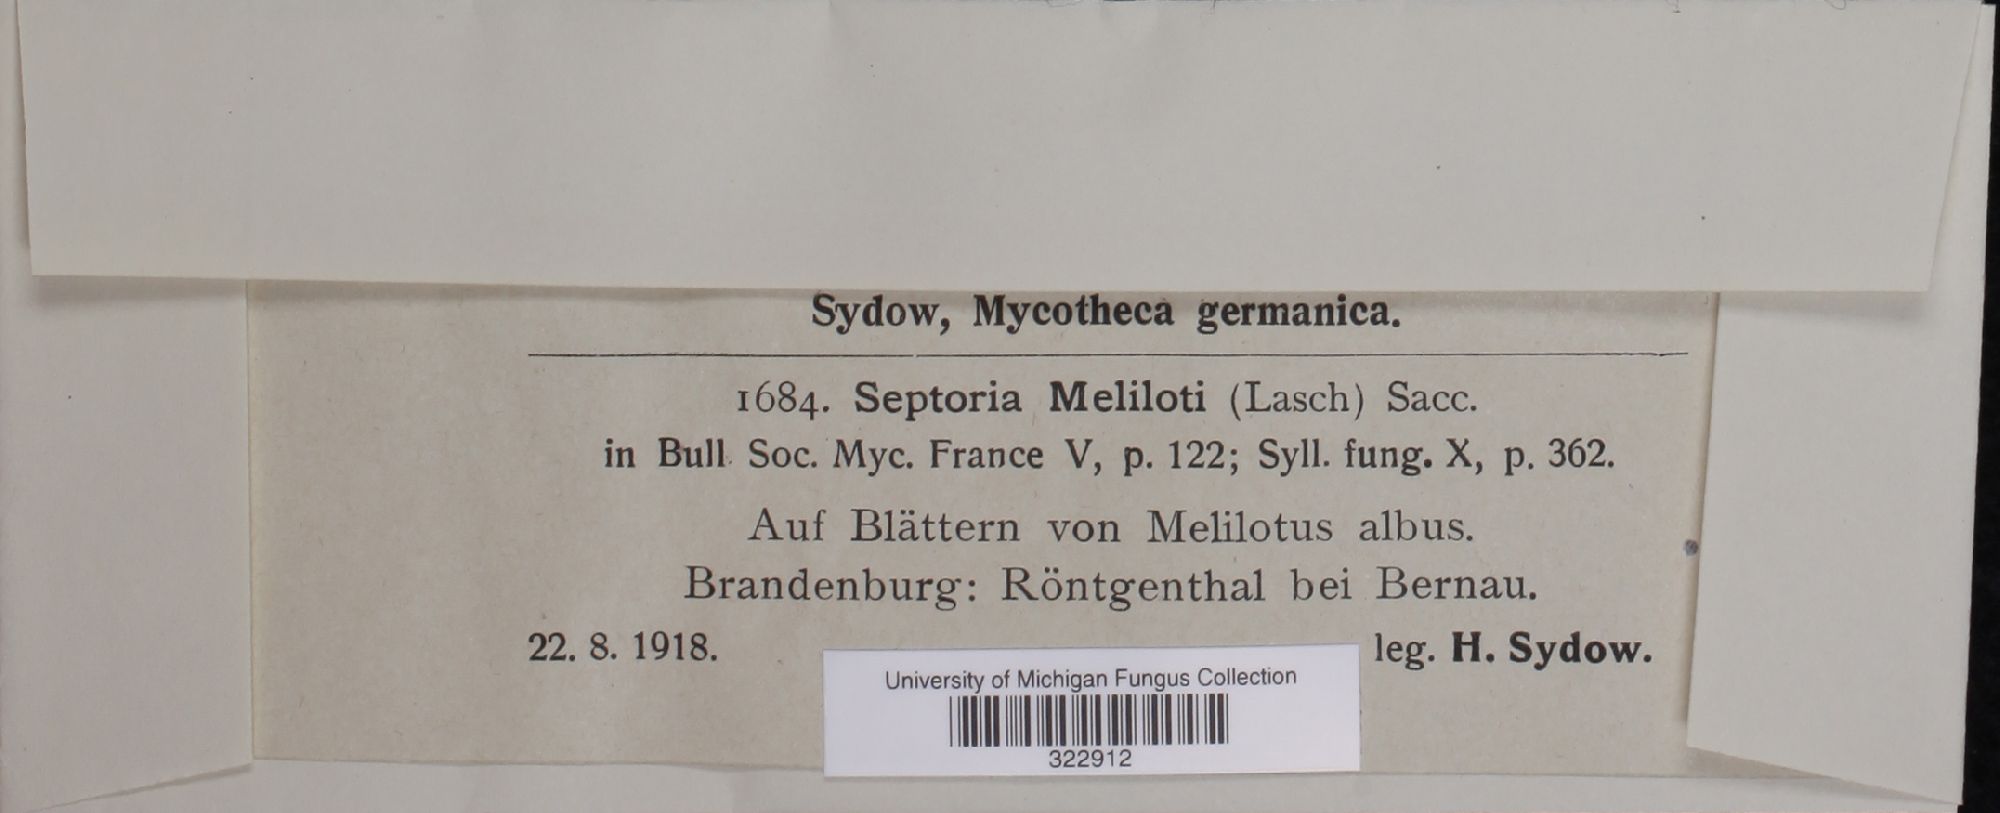 Sydow, Mycotheca germanica.
1684. Septoria Meliloti (Lasch) Sacc.
in Bull. Soc. Myc. France V, p. 122; Syll. fung. X, p. 362.
Auf Blättern von Melilotus albus.
Brandenburg: Röntgenthal bei Bernau.
22. 8. 1918. leg. H. Sydow.
University of Michigan Fungus Collection
322912